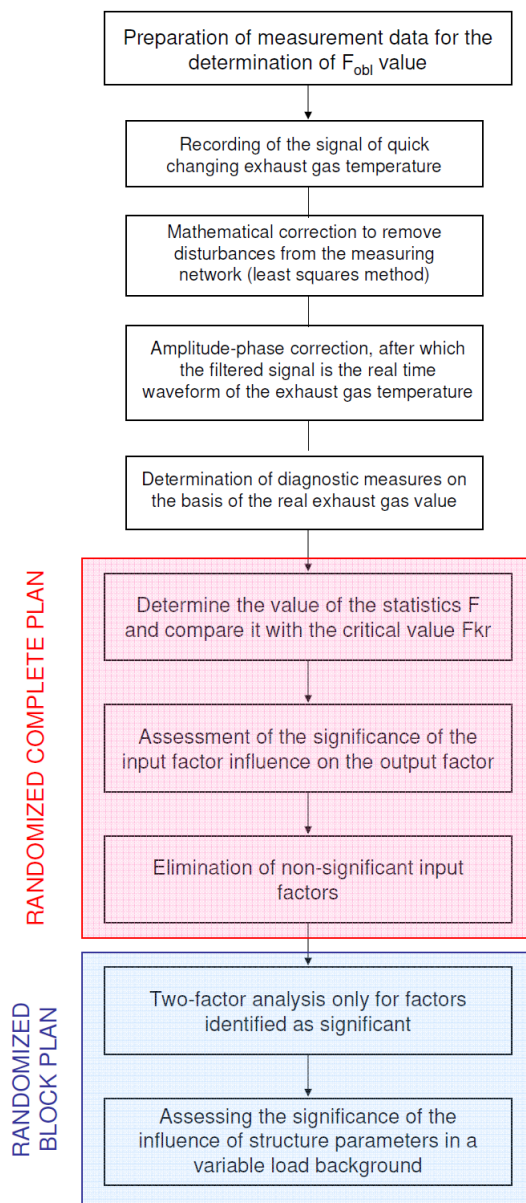 Preparation of measurement data for the
determination of Fobl value
Recording of the signal of quick
changing exhaust gas temperature
Mathematical correction to remove
disturbances from the measuring
network (least squares method)
Amplitude-phase correction, after which
the filtered signal is the real time
waveform of the exhaust gas temperature
Determination of diagnostic measures on
the basis of the real exhaust gas value
RANDOMIZED COMPLETE PLAN
Determine the value of the statistics F
and compare it with the critical value Fkr
Assessment of the significance of the
input factor influence on the output factor
Elimination of non-significant input
factors
RANDOMIZED
BLOCK PLAN
Two-factor analysis only for factors
identified as significant
Assessing the significance of the
influence of structure parameters in a
variable load background